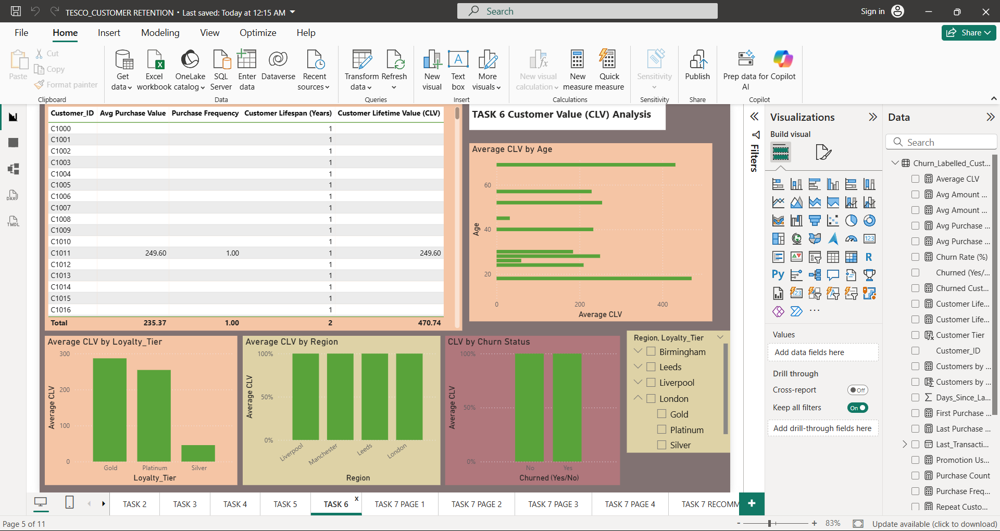 TESCO_CUSTOMER RETENTION • Last saved: Today at 12:15 AM
Search
Sign in
File Home Insert Modeling View Optimize Help
Share
Paste
Cut
Copy
Format painter
Clipboard
Get data
Excel workbook
OneLake catalog
SQL Server
Enter data
Dataverse
Recent sources
Data
Transform data
Refresh
Queries
New visual
Text box
More visuals
Insert
New visual calculation
New measure
Quick measure
Calculations
Sensitivity
Sensitivity
Publish
Share
Prep data for AI
Copilot
Copilot
Customer_ID Avg Purchase Value Purchase Frequency Customer Lifespan (Years) Customer Lifetime Value (CLV)
C1000 1
C1001 1
C1002 1
C1003 1
C1004 1
C1005 1
C1006 1
C1007 1
C1008 1
C1009 1
C1010 1
C1011 249.60 1.00 1 249.60
C1012 1
C1013 1
C1014 1
C1015 1
C1016 1
Total 235.37 1.00 2 470.74
TASK 6 Customer Value (CLV) Analysis
Average CLV by Age
Age
60
40
20
0 200 400
Average CLV
Average CLV by Loyalty_Tier
Average CLV
300
200
100
0
Gold Platinum Silver
Loyalty_Tier
Average CLV by Region
Average CLV
100%
50%
0%
Liverpool Manchester Leeds London
Region
CLV by Churn Status
Average CLV
100%
50%
0%
No Yes
Churned (Yes/No)
Region, Loyalty_Tier
Birmingham
Leeds
Liverpool
London
Gold
Platinum
Silver
Filters
Visualizations
Build visual
123
R
Py
123
Values
Add data fields here
Drill through
Cross-report Off
Keep all filters On
Add drill-through fields here
Data
Search
Churn_Labelled_Cust...
Average CLV
Avg Amount ...
Avg Amount ...
Avg Purchase ...
Avg Purchase ...
Churn Rate (%)
Churned (Yes/...
Churned Cust...
Customer Life...
Customer Life...
Customer Tier
Customer_ID
Customers by ...
Customers by ...
Days_Since_La...
First Purchase ...
Last Purchase ...
Last_Transacti...
Promotion Us...
Purchase Count
Purchase Freq...
Repeat Custo...
DAX
TMDL
TASK 2 TASK 3 TASK 4 TASK 5 TASK 6 x TASK 7 PAGE 1 TASK 7 PAGE 2 TASK 7 PAGE 3 TASK 7 PAGE 4 TASK 7 RECOMM +
Page 5 of 11
- + 83%
Update available (click to download)